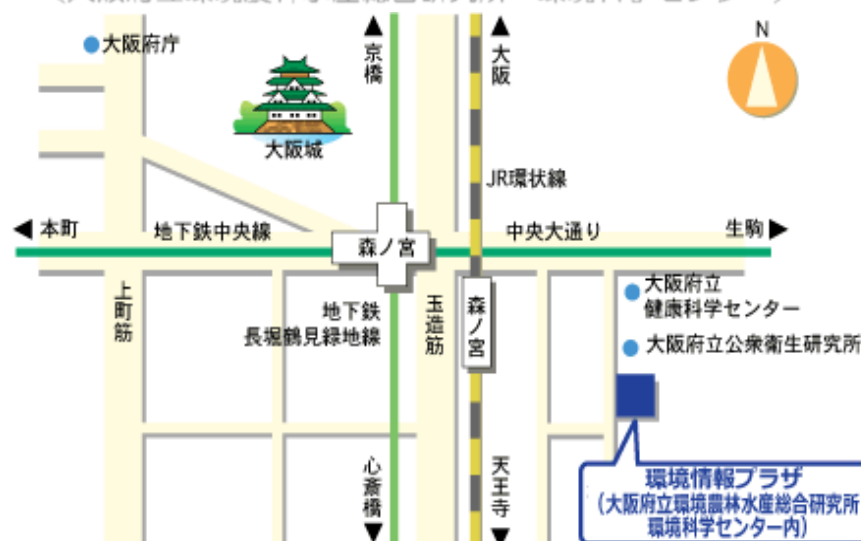 大阪府庁
京橋
大阪
N
大阪城
JR環状線
本町
地下鉄中央線
森ノ宮
中央大通り
生駒
上町筋
地下鉄
長堀鶴見緑地線
玉造筋
森ノ宮
大阪府立
健康科学センター
大阪府立公衆衛生研究所
心斎橋
天王寺
環境情報プラザ
(大阪府立環境農林水産総合研究所
環境科学センター内)